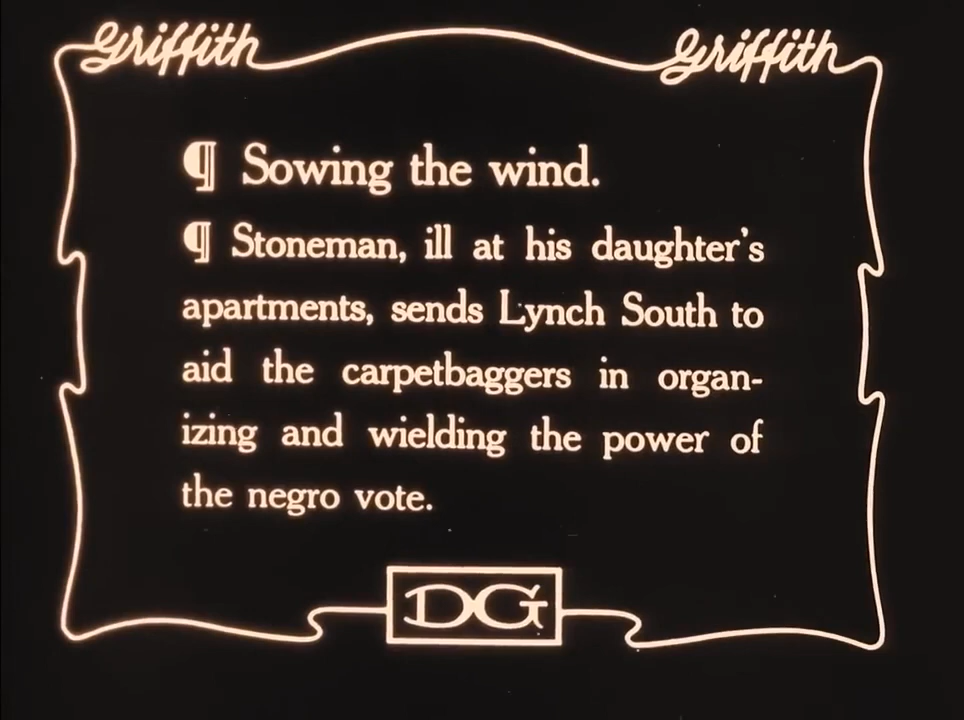 Griffith Griffith
¶ Sowing the wind.
¶ Stoneman, ill at his daughter's
apartments, sends Lynch South to
aid the carpetbaggers in organ-
izing and wielding the power of
the negro vote.
DG